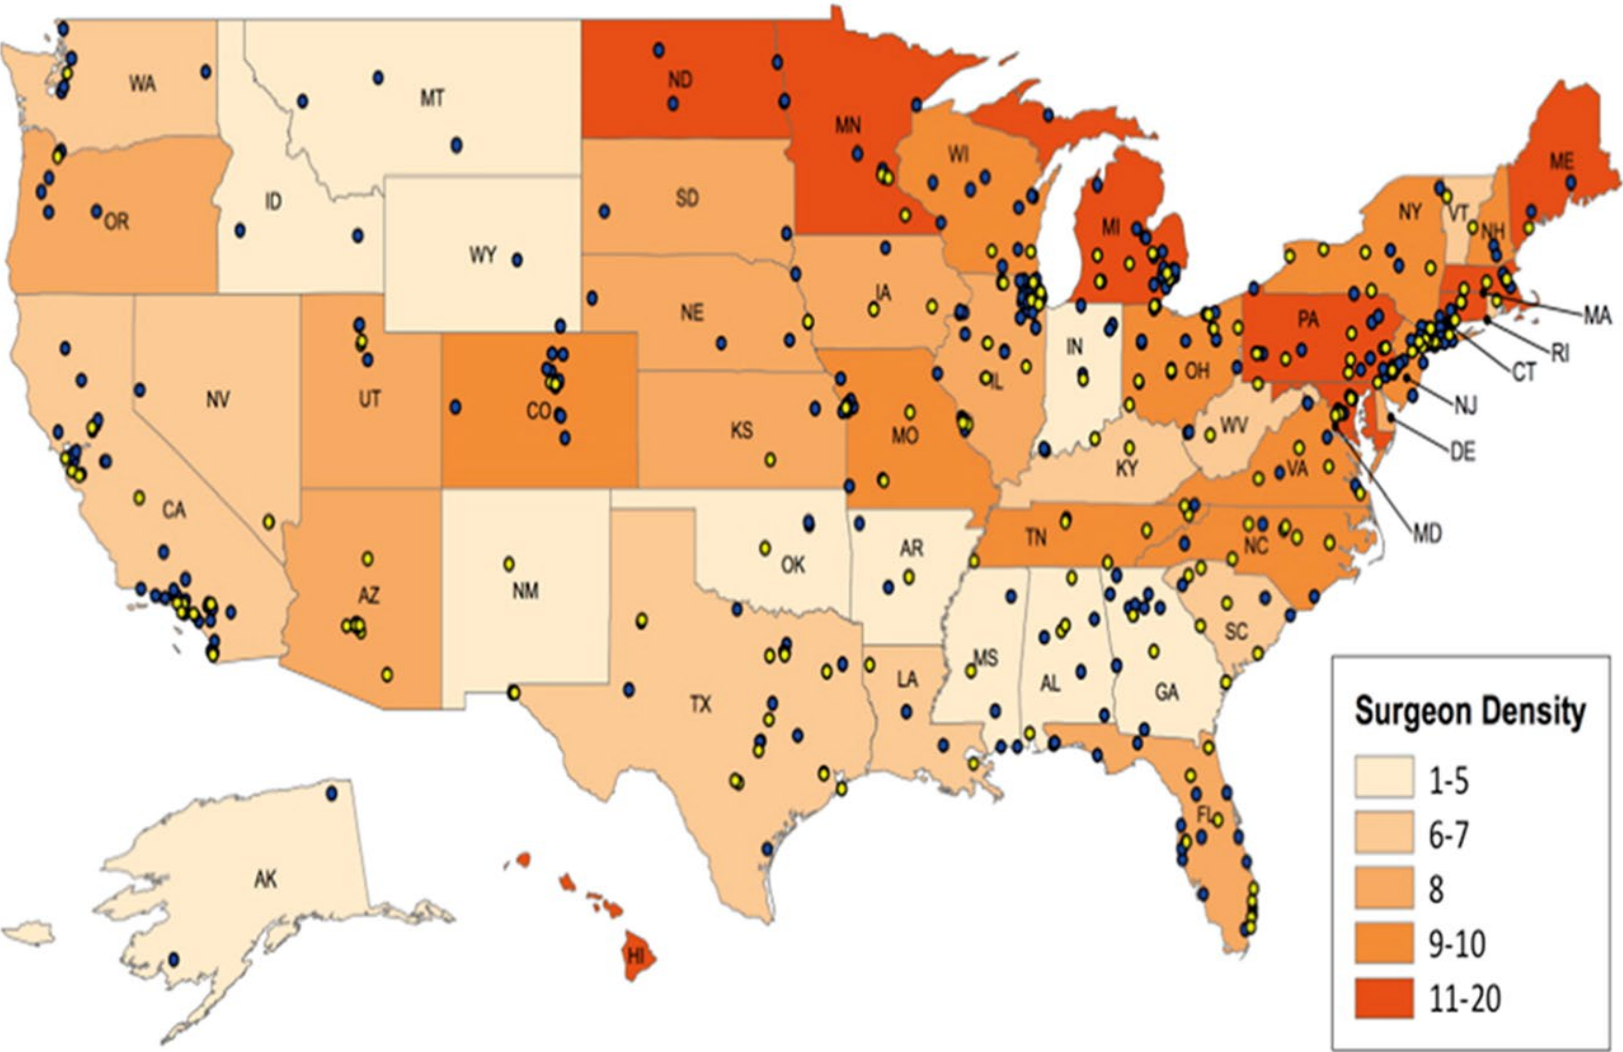 WA
MT
ND
MN
ME
WI
OR
ID
SD
WY
NY
VT
NH
MI
IA
NE
MA
PA
RI
IN
OH
CT
NV
UT
CO
IL
KS
MO
NJ
WV
DE
KY
VA
CA
MD
TN
NC
AR
OK
AZ
NM
SC
MS
LA
AL
GA
TX
FL
AK
HI
Surgeon Density
1-5
6-7
8
9-10
11-20